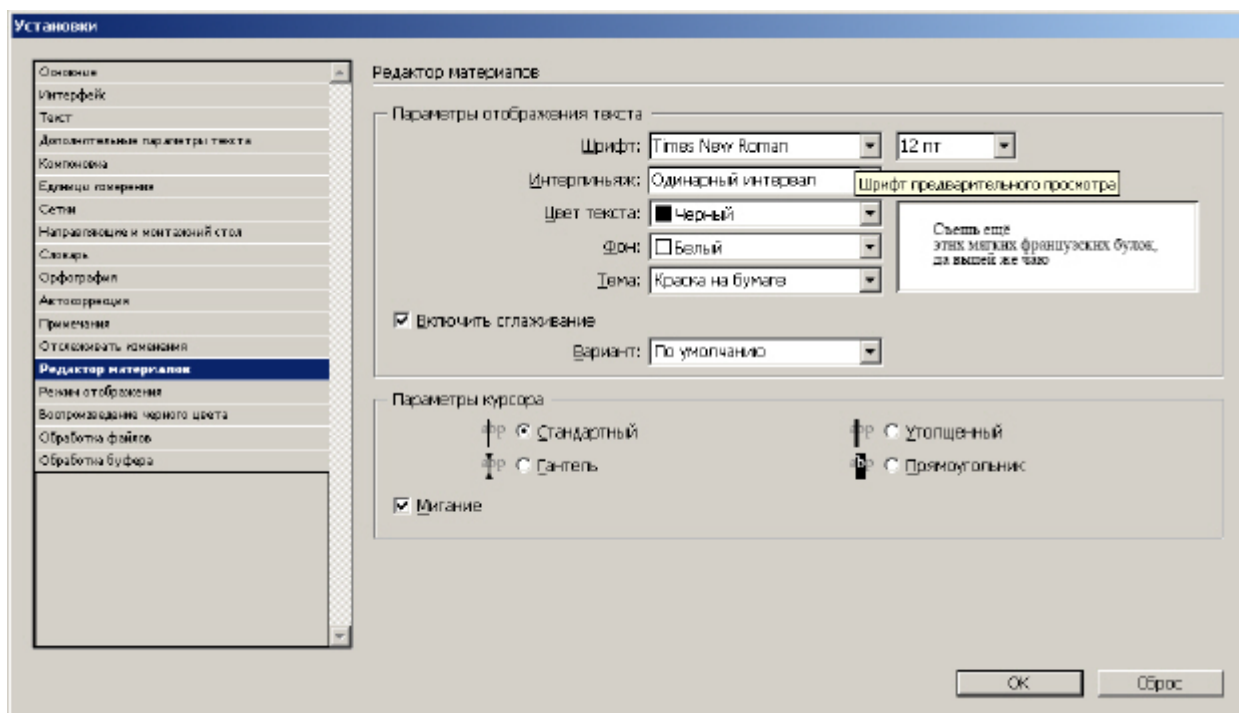 Установки
Основные
Интерфейс
Текст
Дополнительные параметры текста
Компоновка
Единицы измерения
Сетки
Направляющие и монтажный стол
Словарь
Орфография
Автокоррекция
Примечания
Отслеживать изменения
Редактор материалов
Режим отображения
Воспроизведение черного цвета
Обработка файлов
Обработка буфера
Редактор материалов
Параметры отображения текста
Шрифт: Times New Roman 12 пт
Интерлиньяж: Одинарный интервал
Шрифт предварительного просмотра
Цвет текста: Черный
Фон: Белый
Тема: Краска на бумаге
Съешь ещё
этих мягких французских булок,
да выпей же чаю
Включить сглаживание
Вариант: По умолчанию
Параметры курсора
Стандартный
Утолщенный
Гантель
Прямоугольник
Мигание
OK
Сброс